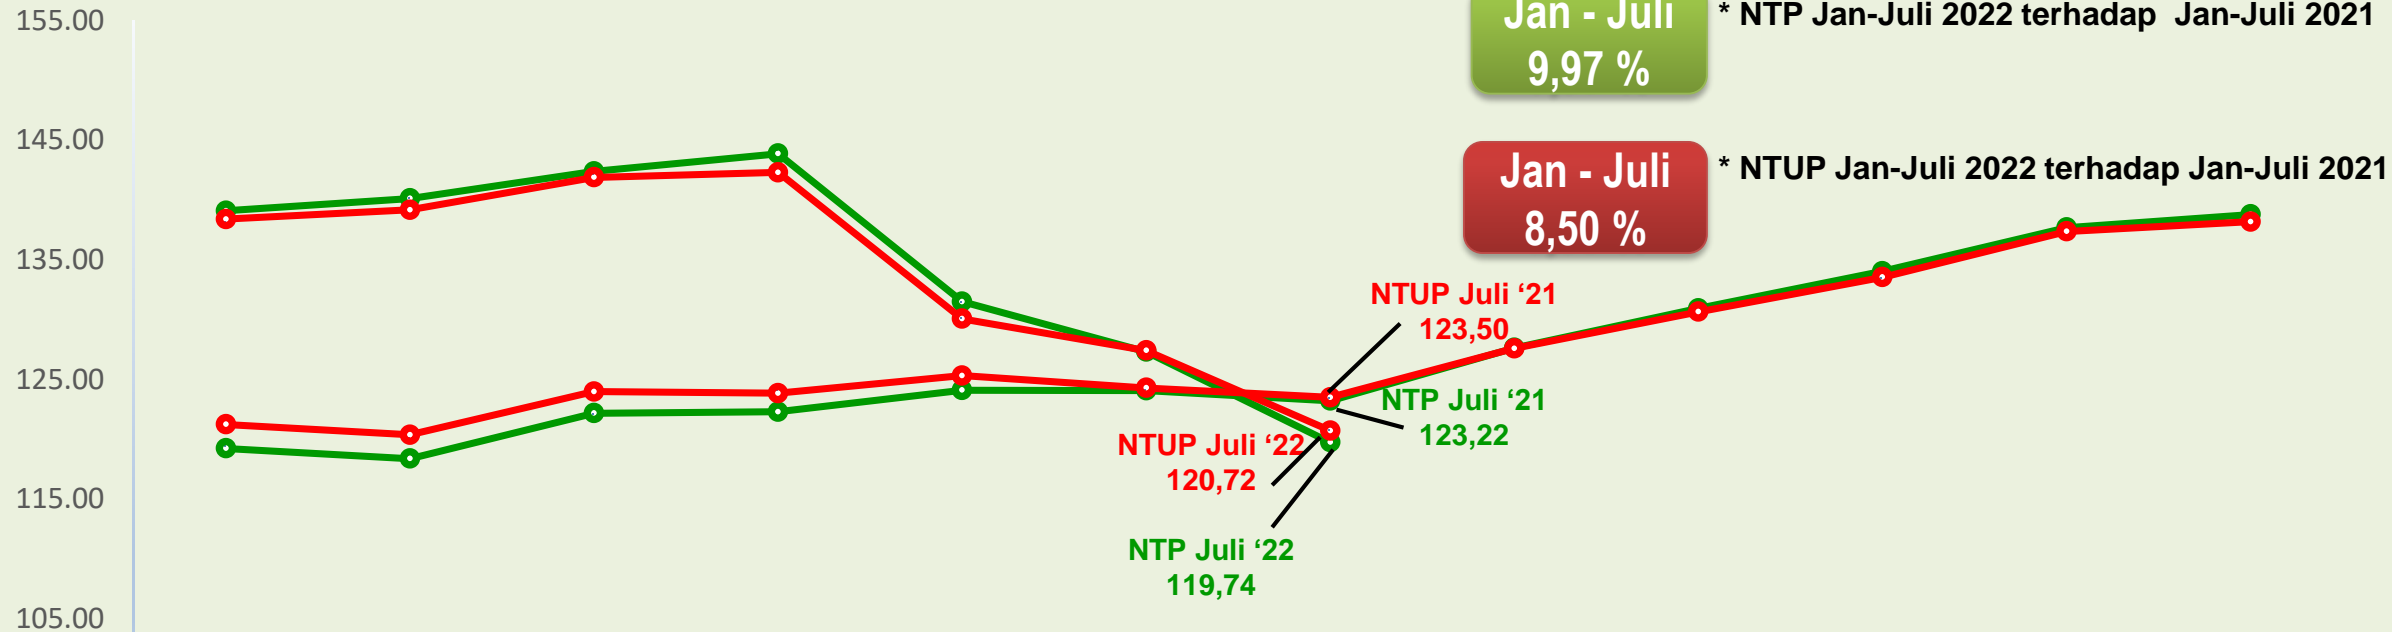 155.00
145.00
135.00
125.00
115.00
105.00
Jan - Juli
9,97 %
* NTP Jan-Juli 2022 terhadap  Jan-Juli 2021
Jan - Juli
8,50 %
* NTUP Jan-Juli 2022 terhadap Jan-Juli 2021
NTUP Juli ‘21
123,50
NTP Juli ‘21
123,22
NTUP Juli ‘22
120,72
NTP Juli ‘22
119,74